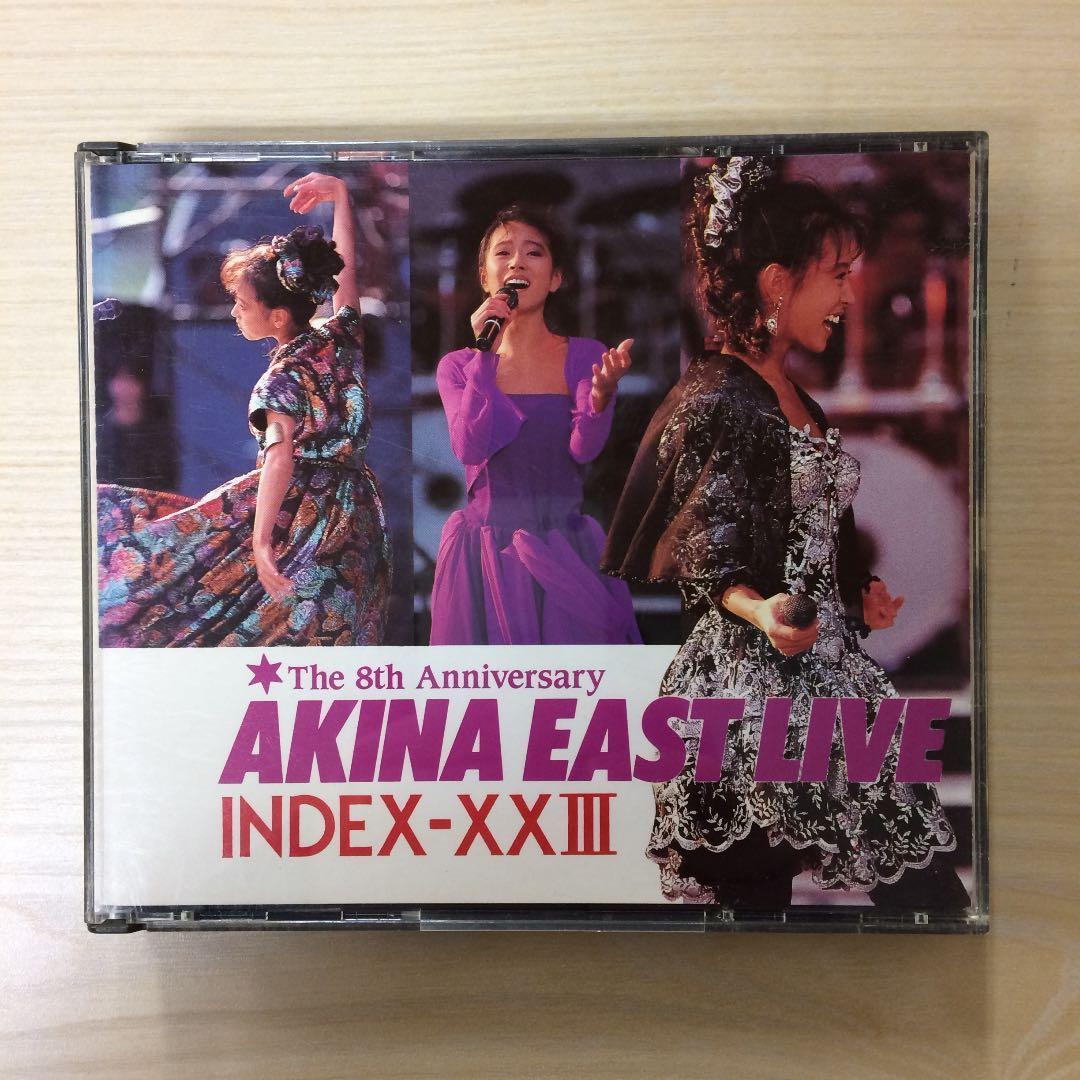 The 8th Anniversary
AKINA EAST LIVE
INDEX-XXIII